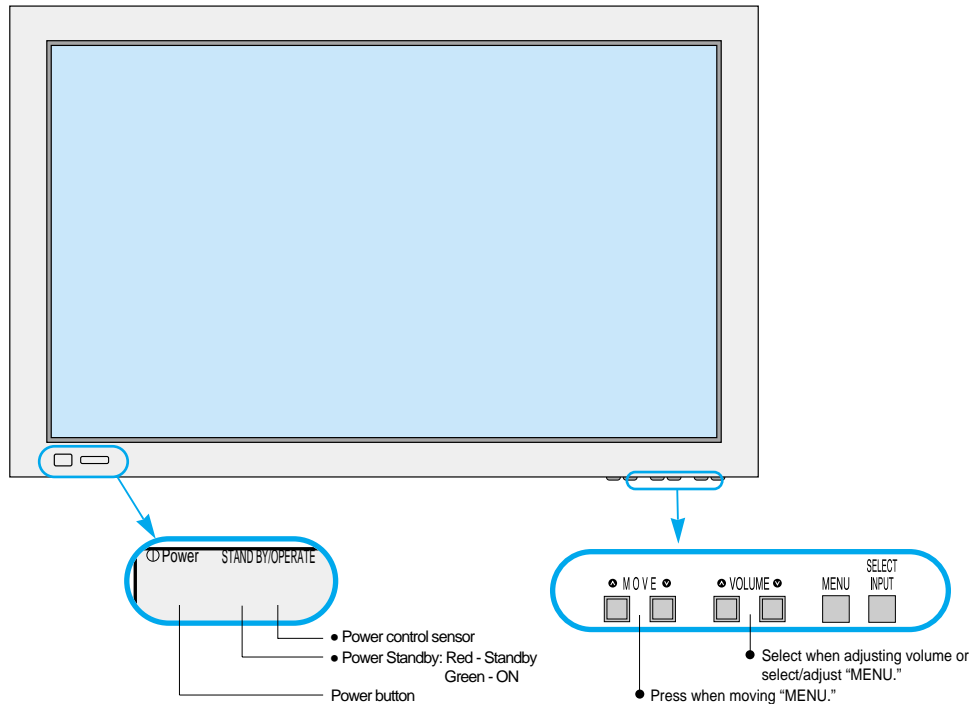 Power STAND BY/OPERATE
● Power control sensor
● Power Standby: Red - Standby
Green - ON
Power button
MOVE
VOLUME
MENU
SELECT
INPUT
● Select when adjusting volume or
select/adjust “MENU.”
● Press when moving “MENU.”